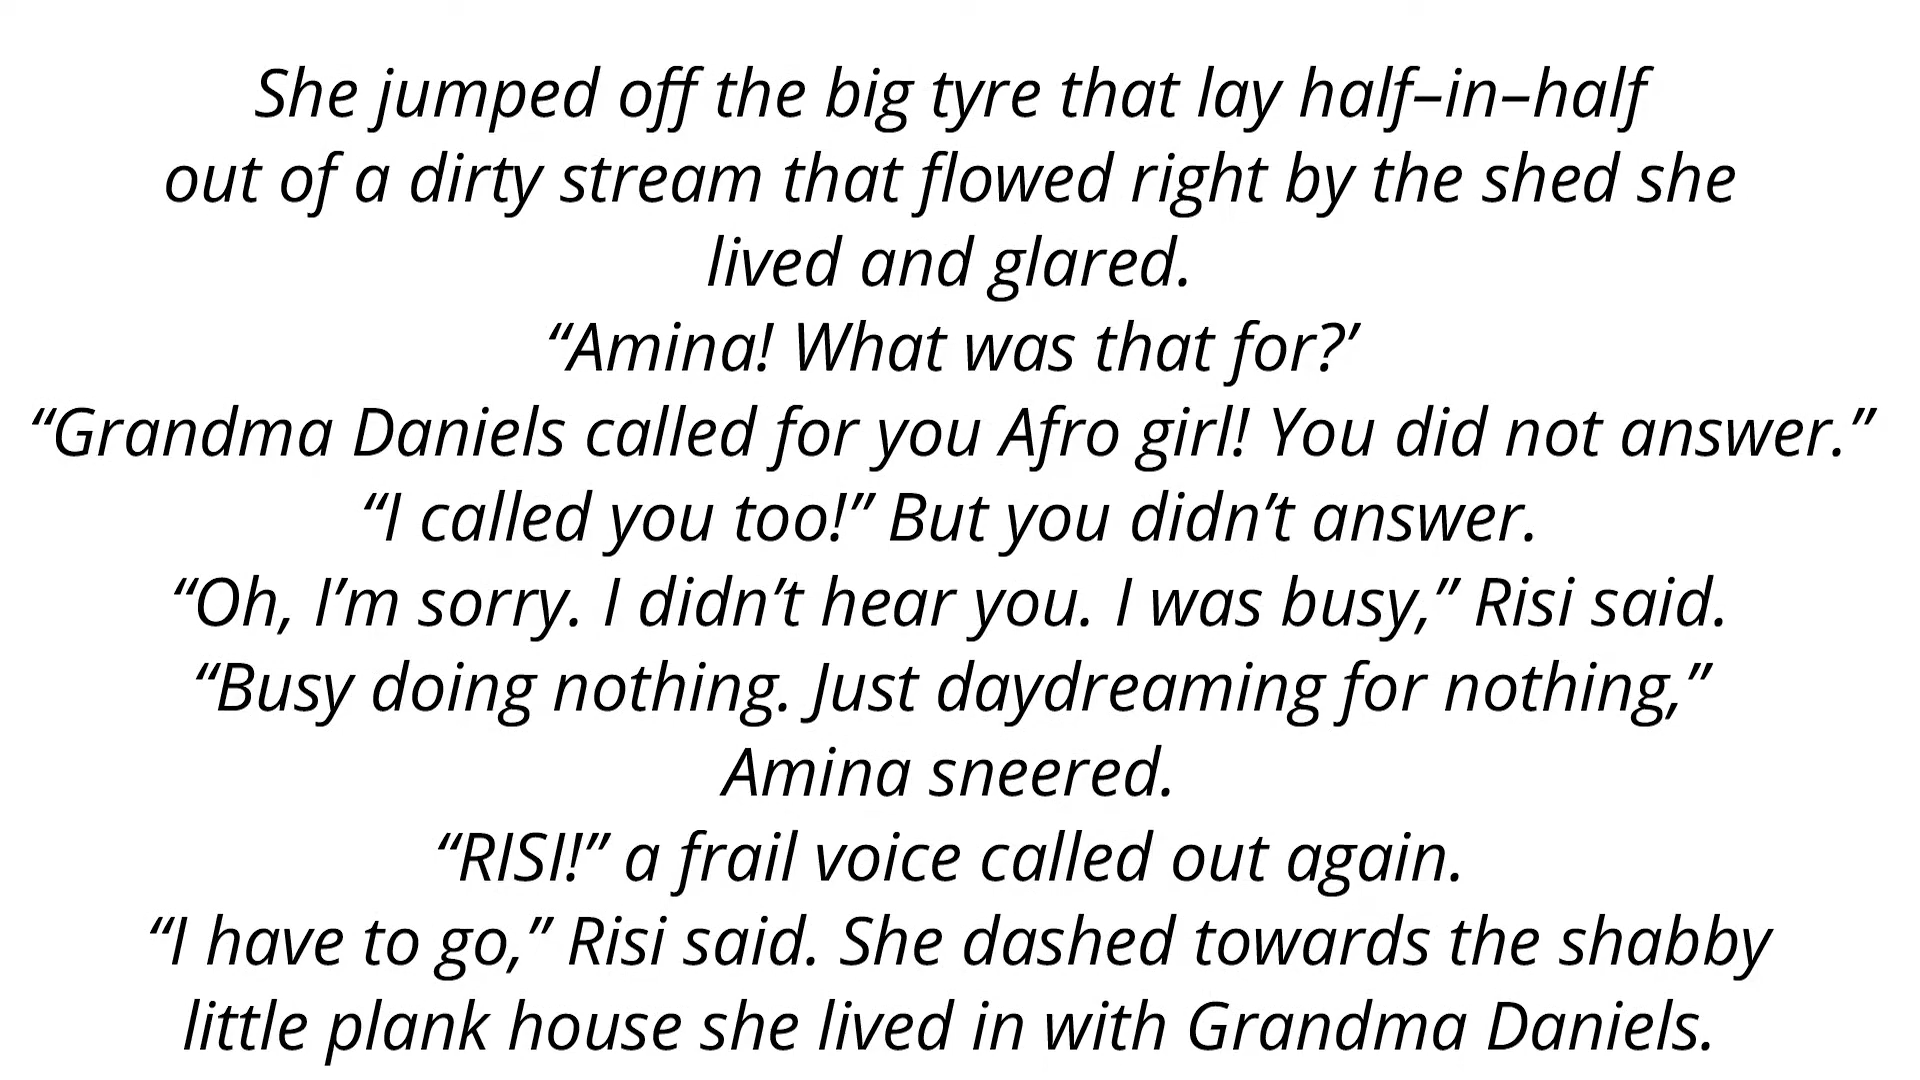 She jumped off the big tyre that lay half–in–half
out of a dirty stream that flowed right by the shed she
lived and glared.
“Amina! What was that for?’
“Grandma Daniels called for you Afro girl! You did not answer.”
“I called you too!” But you didn’t answer.
“Oh, I’m sorry. I didn’t hear you. I was busy,” Risi said.
“Busy doing nothing. Just daydreaming for nothing,”
Amina sneered.
“RISI!” a frail voice called out again.
“I have to go,” Risi said. She dashed towards the shabby
little plank house she lived in with Grandma Daniels.